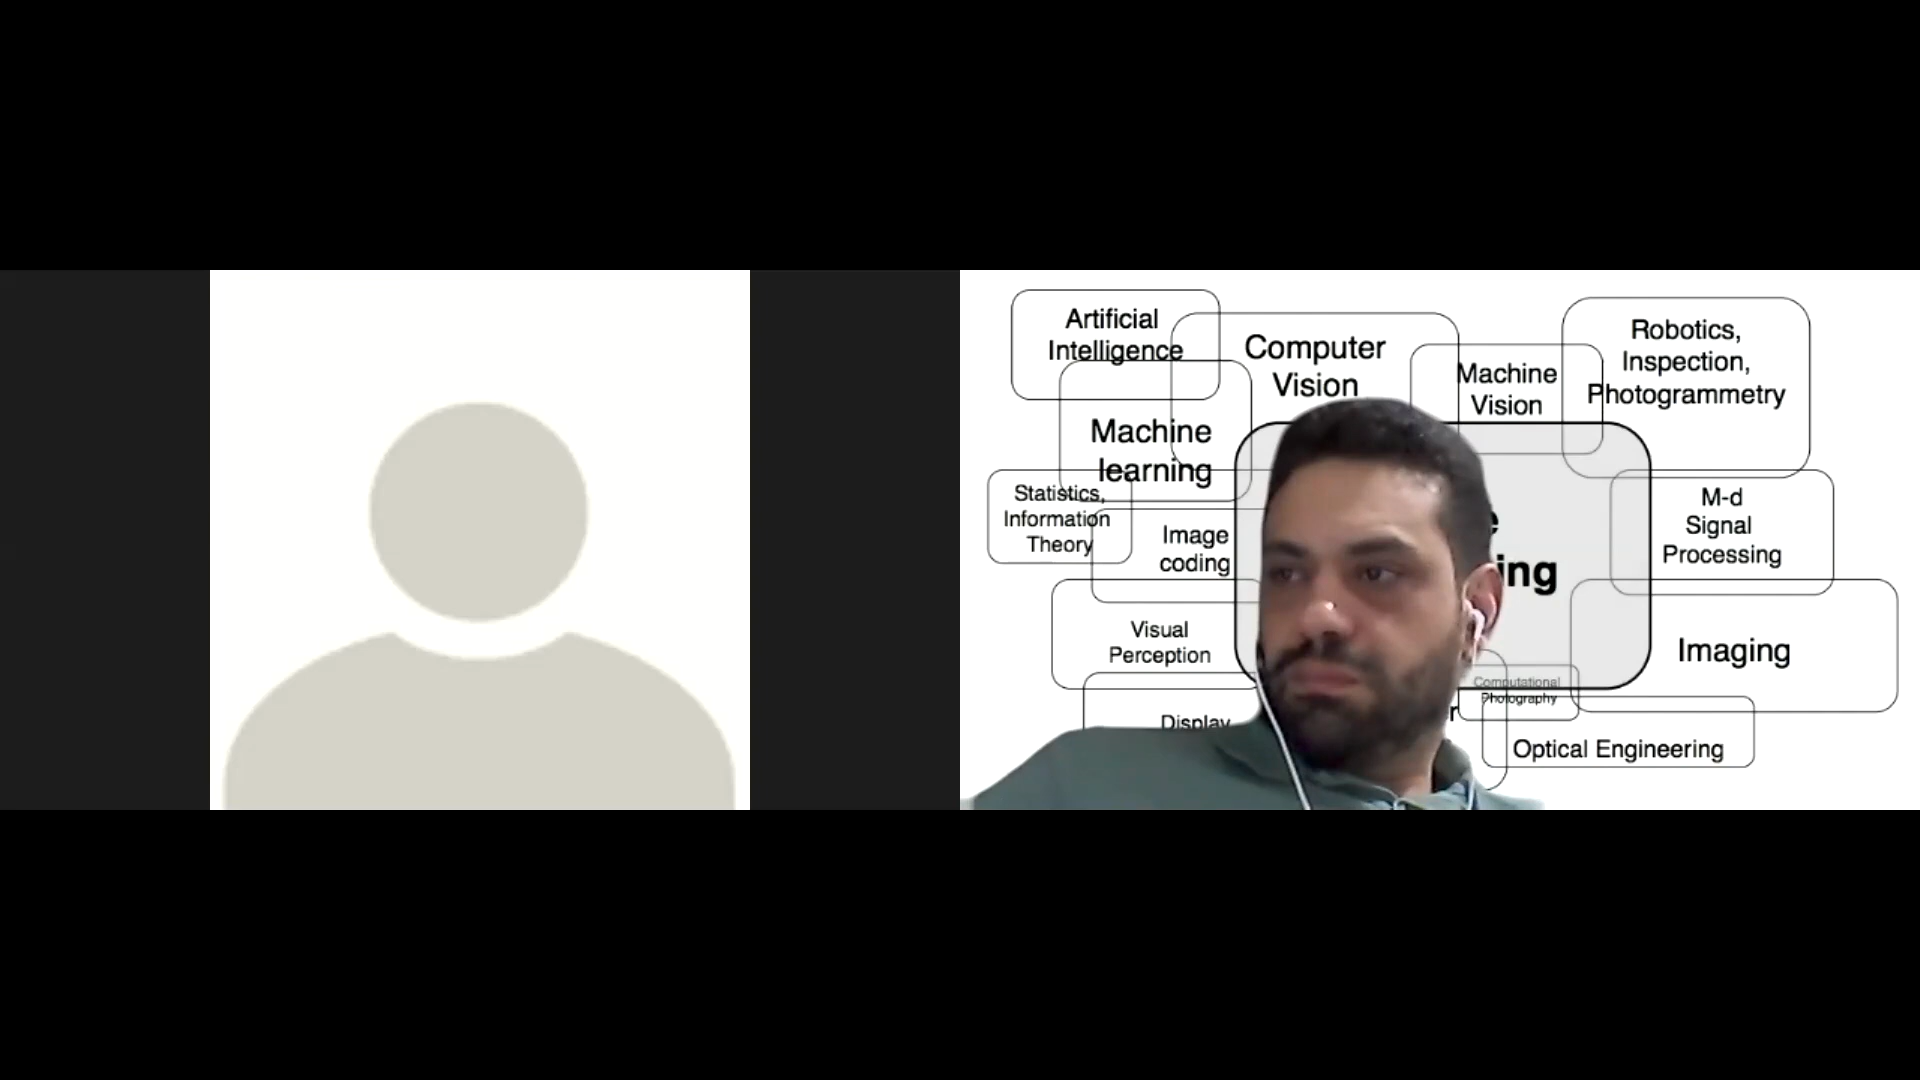 Artificial
Intelligence
Computer
Vision
Machine
Vision
Robotics,
Inspection,
Photogrammetry
Machine
learning
Statistics,
Information
Theory
Image
coding
M-d
Signal
Processing
Visual
Perception
Imaging
Computational
Photography
Display
Optical Engineering